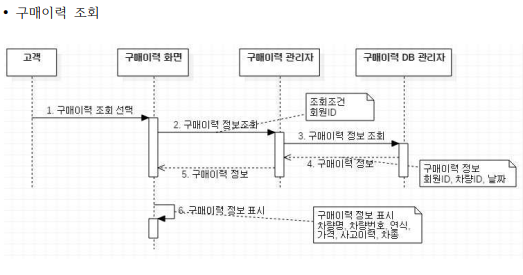 • 구매이력 조회
고객
구매이력 화면
구매이력 관리자
구매이력 DB 관리자
1. 구매이력 조회 선택
조회조건
회원ID
2. 구매이력 정보조회
3. 구매이력 정보 조회
4. 구매이력 정보
구매이력 정보
회원ID, 차량ID, 날짜
5. 구매이력 정보
6. 구매이력 정보 표시
구매이력 정보 표시
차량명, 차량번호, 연식,
가격, 사고이력, 차종